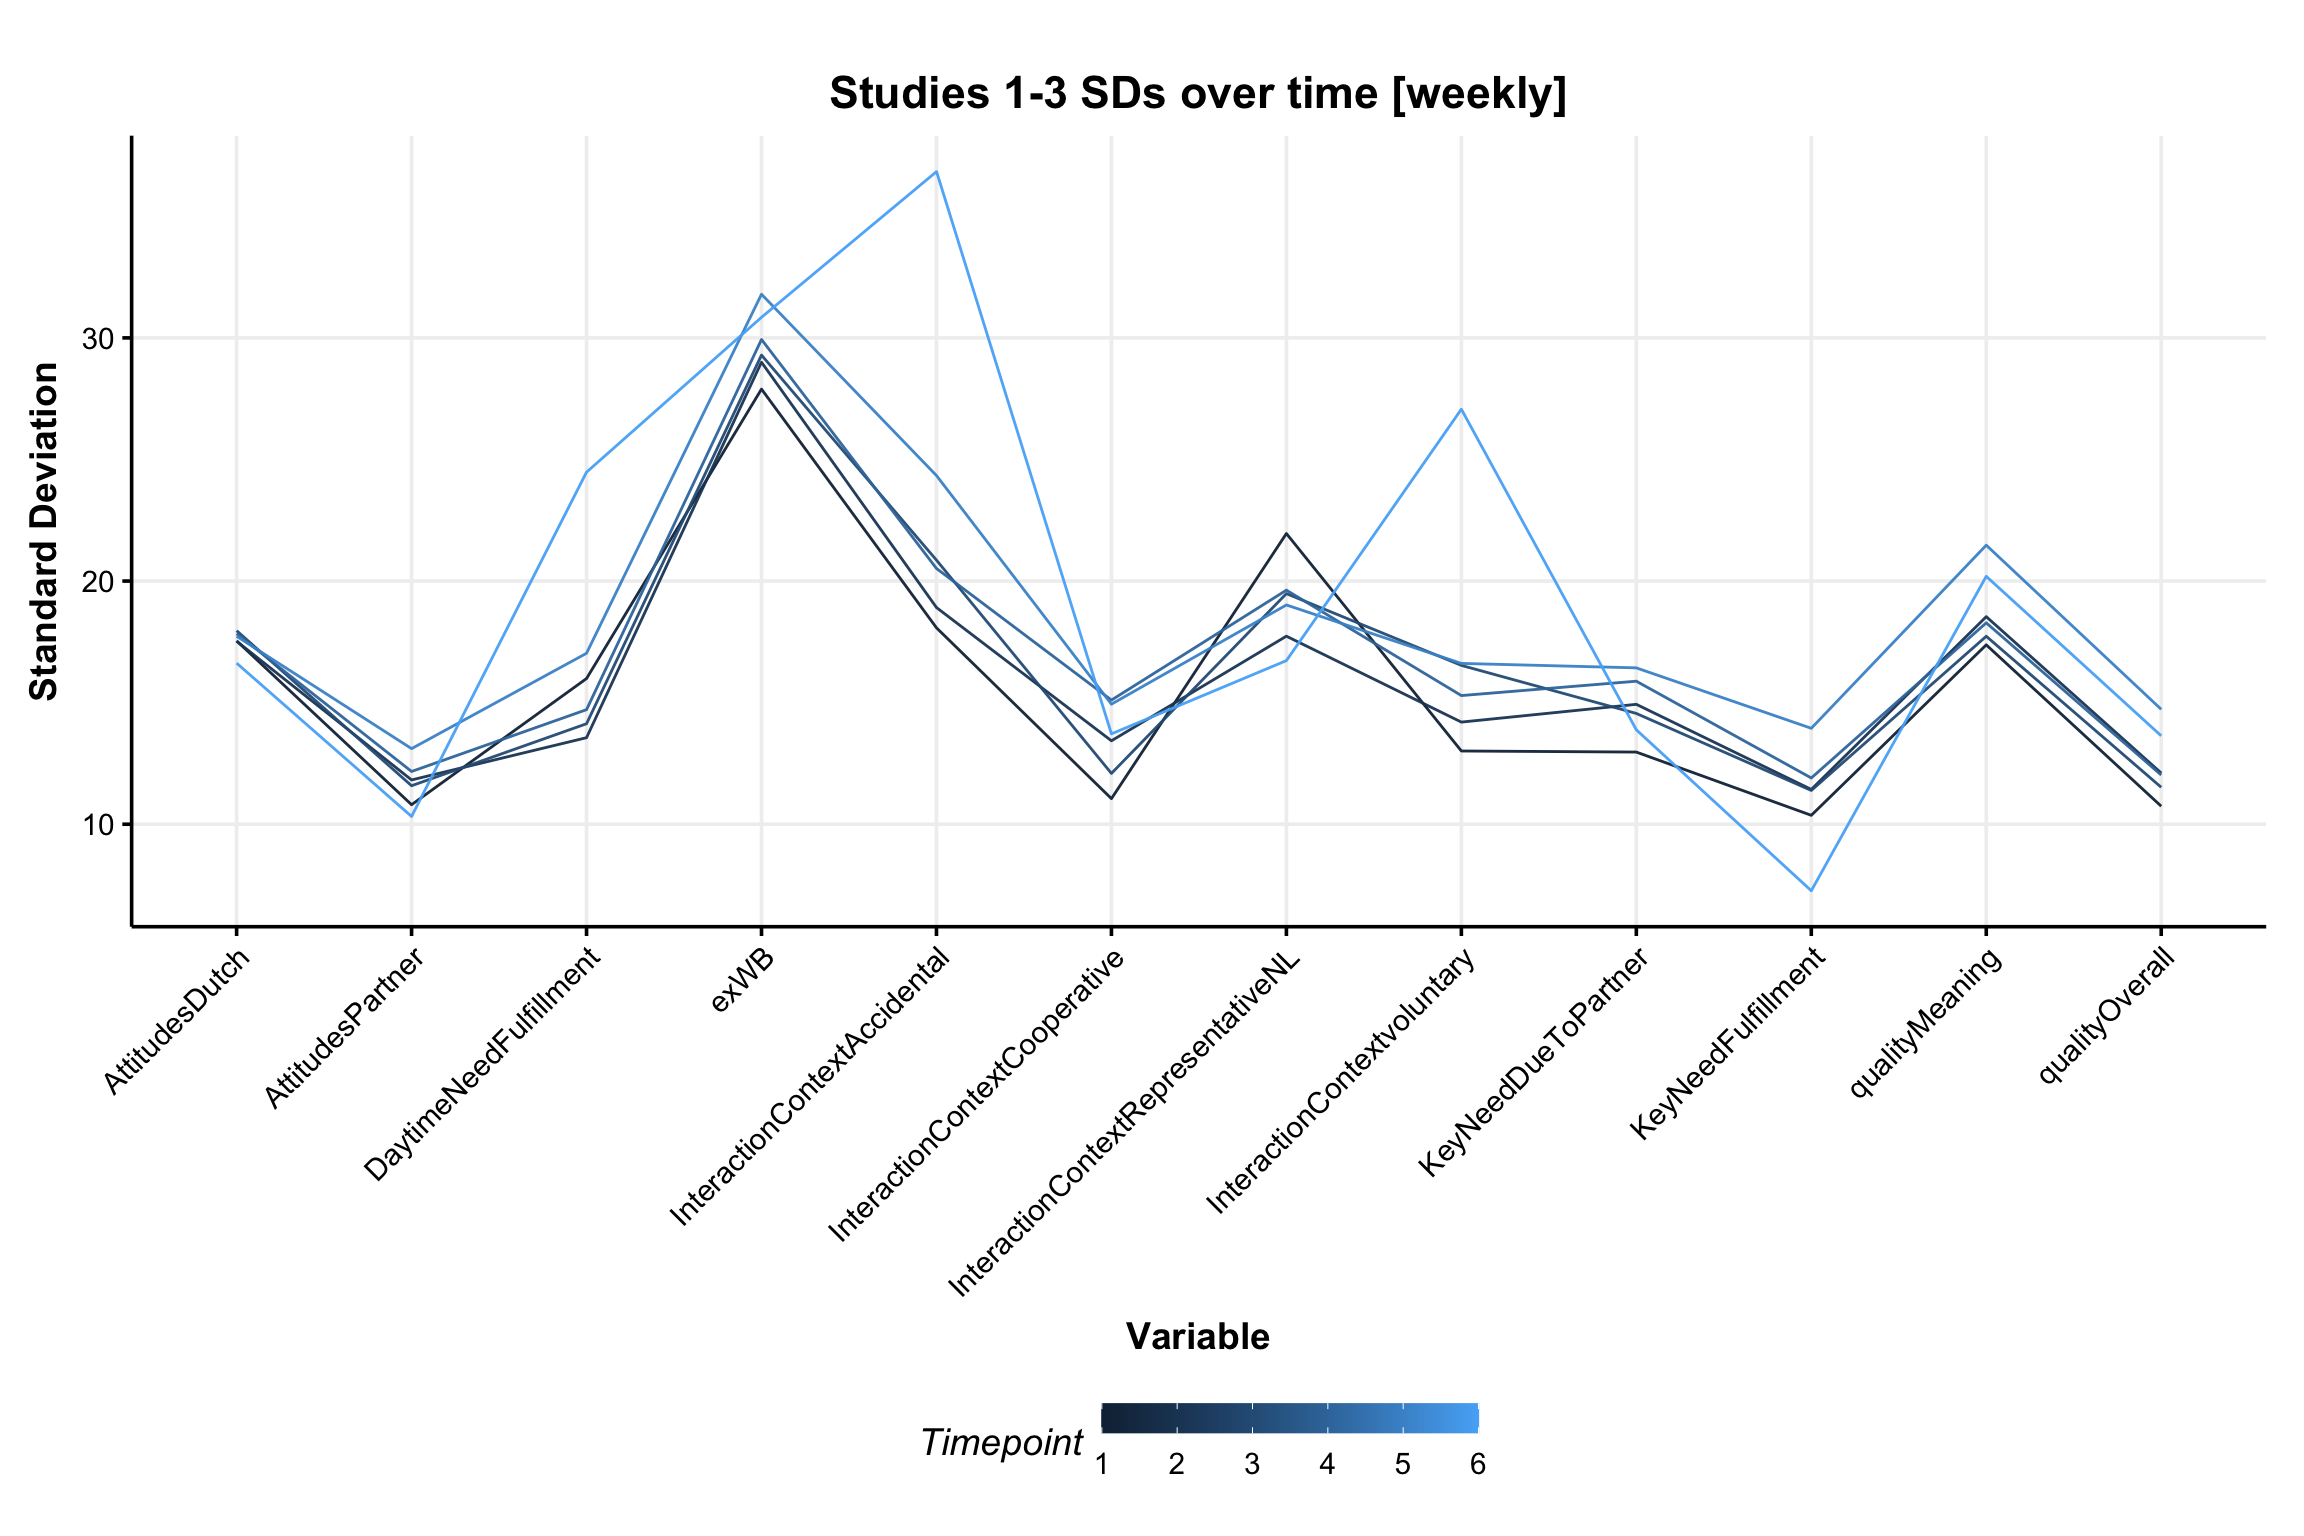 Studies 1-3 SDs over time [weekly]
Standard Deviation
30
20
10
AttitudesDutch
AttitudesPartner
DaytimeNeedFulfillment
exWB
InteractionContextAccidental
InteractionContextCooperative
InteractionContextRepresentativeNL
InteractionContextvoluntary
KeyNeedDueToPartner
KeyNeedFulfillment
qualityMeaning
qualityOverall
Variable
Timepoint
1 2 3 4 5 6